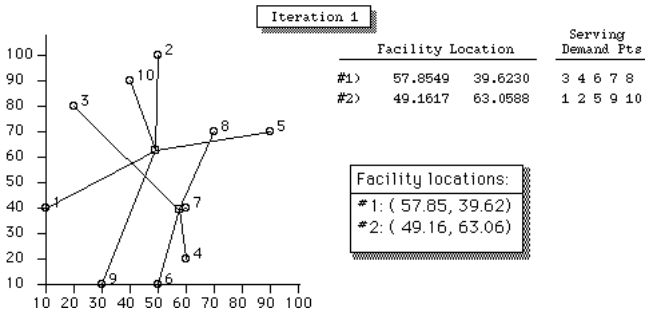 Iteration 1
Serving
Facility Location Demand Pts
#1) 57.8549 39.6230 3 4 6 7 8
#2) 49.1617 63.0588 1 2 5 9 10
Facility locations:
#1: ( 57.85, 39.62)
#2: ( 49.16, 63.06)
100
90
80
70
60
50
40
30
20
10
2
10
3
8
5
1
7
4
9
6
10 20 30 40 50 60 70 80 90 100